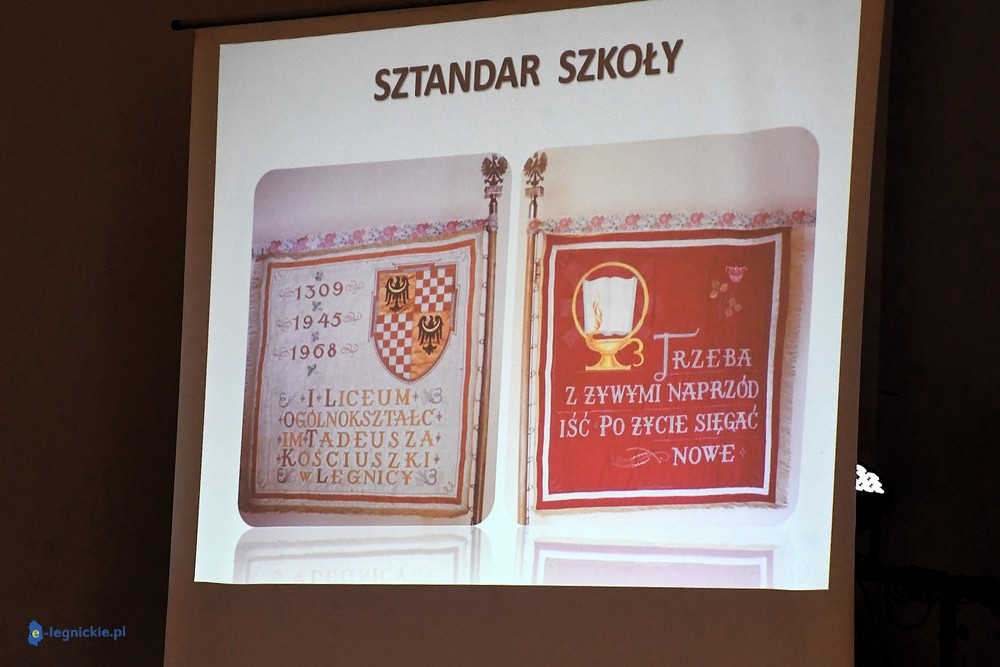 SZTANDAR SZKOŁY
1309
1945
1968
I LICEUM
OGÓLNOKSZTAŁC
IM TADEUSZA
KOŚCIUSZKI
W LEGNICY
TRZEBA
Z ŻYWYMI NAPRZÓD
IŚĆ PO ŻYCIE SIĘGAĆ
NOWE
e-legnickie.pl